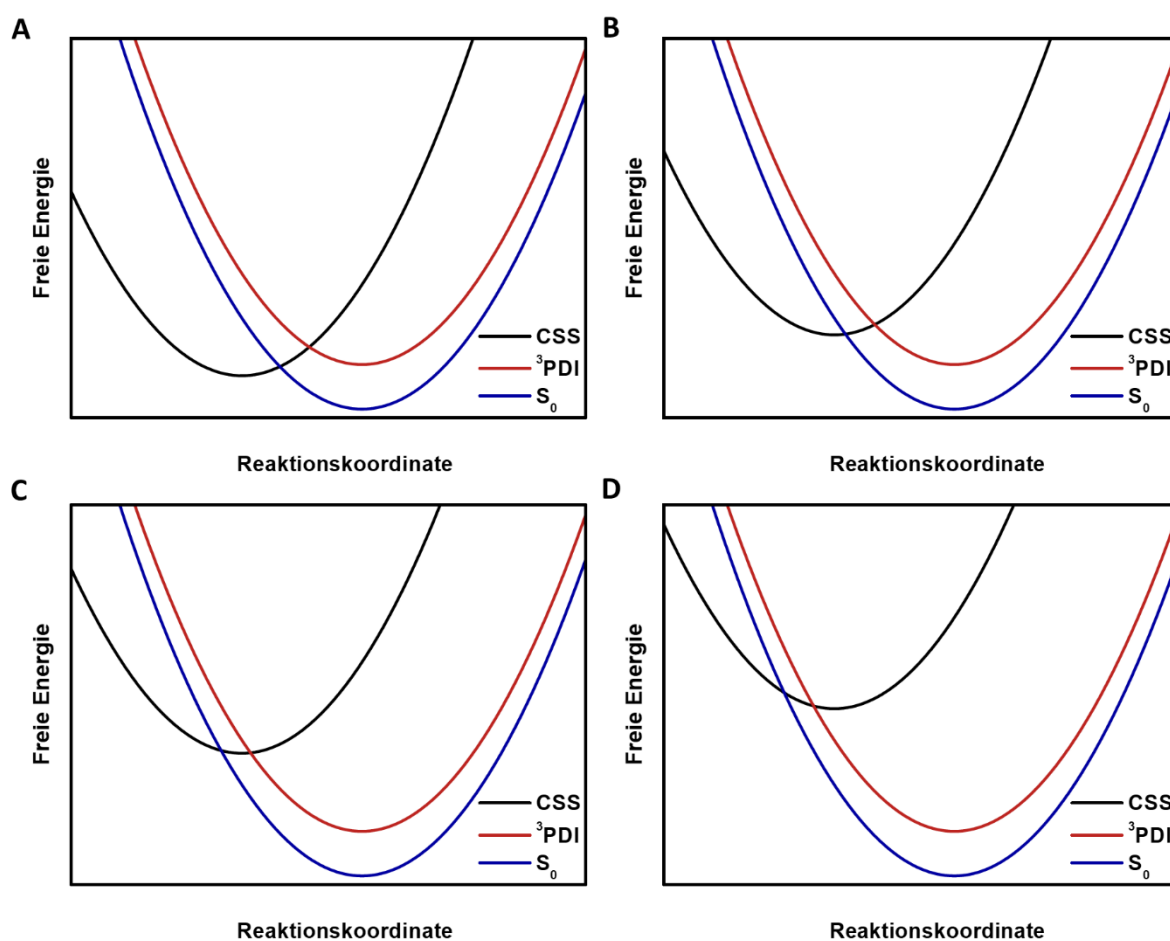 A
Freie Energie
CSS
³PDI
S₀
Reaktionskoordinate
B
Freie Energie
CSS
³PDI
S₀
Reaktionskoordinate
C
Freie Energie
CSS
³PDI
S₀
Reaktionskoordinate
D
Freie Energie
CSS
³PDI
S₀
Reaktionskoordinate